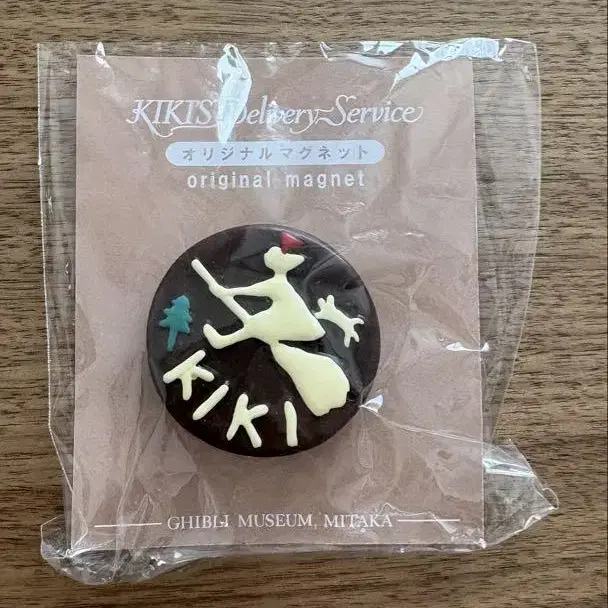 KIKI'S Delivery Service
オリジナルマグネット
original magnet
KIKI
GHIBLI MUSEUM, MITAKA